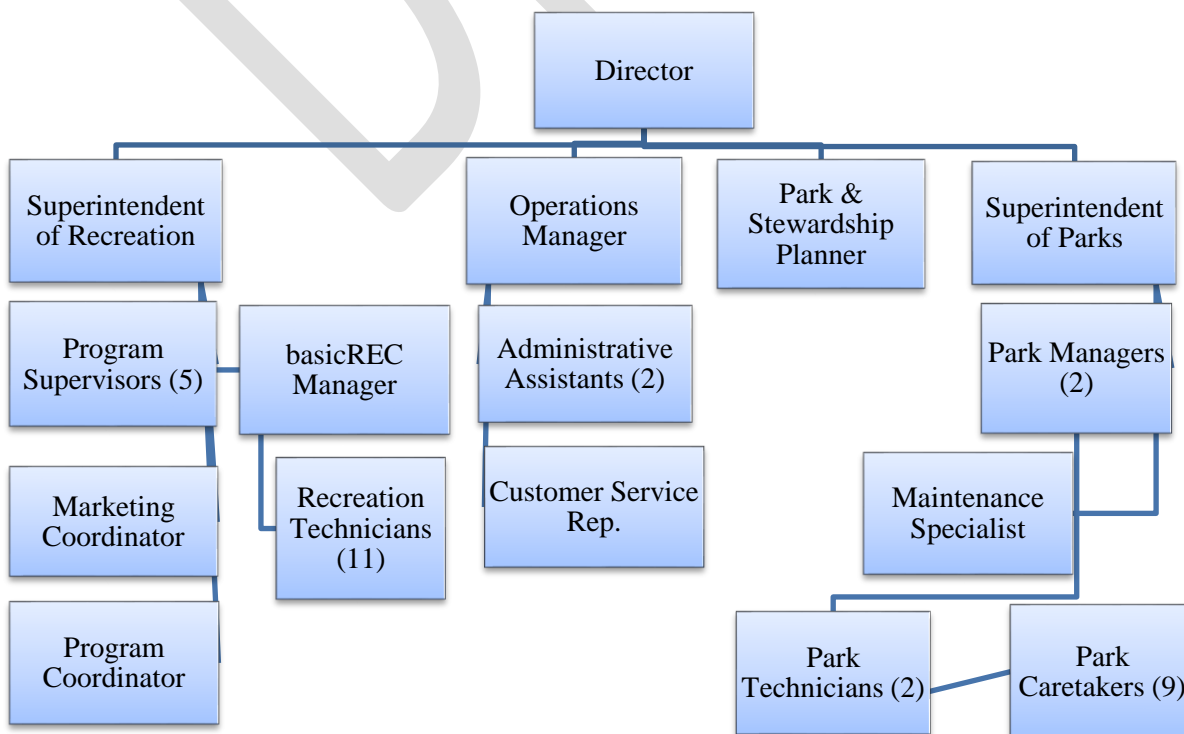 Director
Superintendent
of Recreation
Operations
Manager
Park &
Stewardship
Planner
Superintendent
of Parks
Program
Supervisors (5)
basicREC
Manager
Administrative
Assistants (2)
Park Managers
(2)
Marketing
Coordinator
Recreation
Technicians
(11)
Customer Service
Rep.
Maintenance
Specialist
Program
Coordinator
Park
Technicians (2)
Park
Caretakers (9)